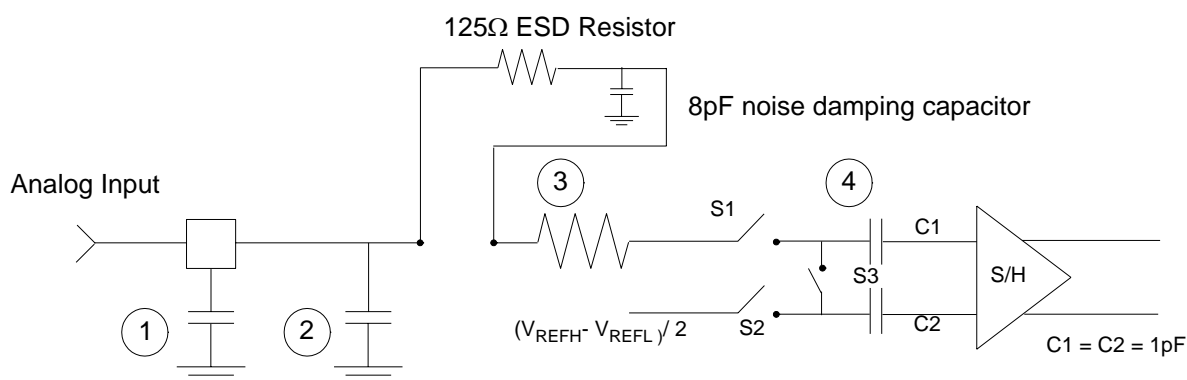 125Ω ESD Resistor
8pF noise damping capacitor
Analog Input
3
4
S1
C1
S3
S/H
1
2
(VREFH- VREFL)/ 2
S2
C2
C1 = C2 = 1pF